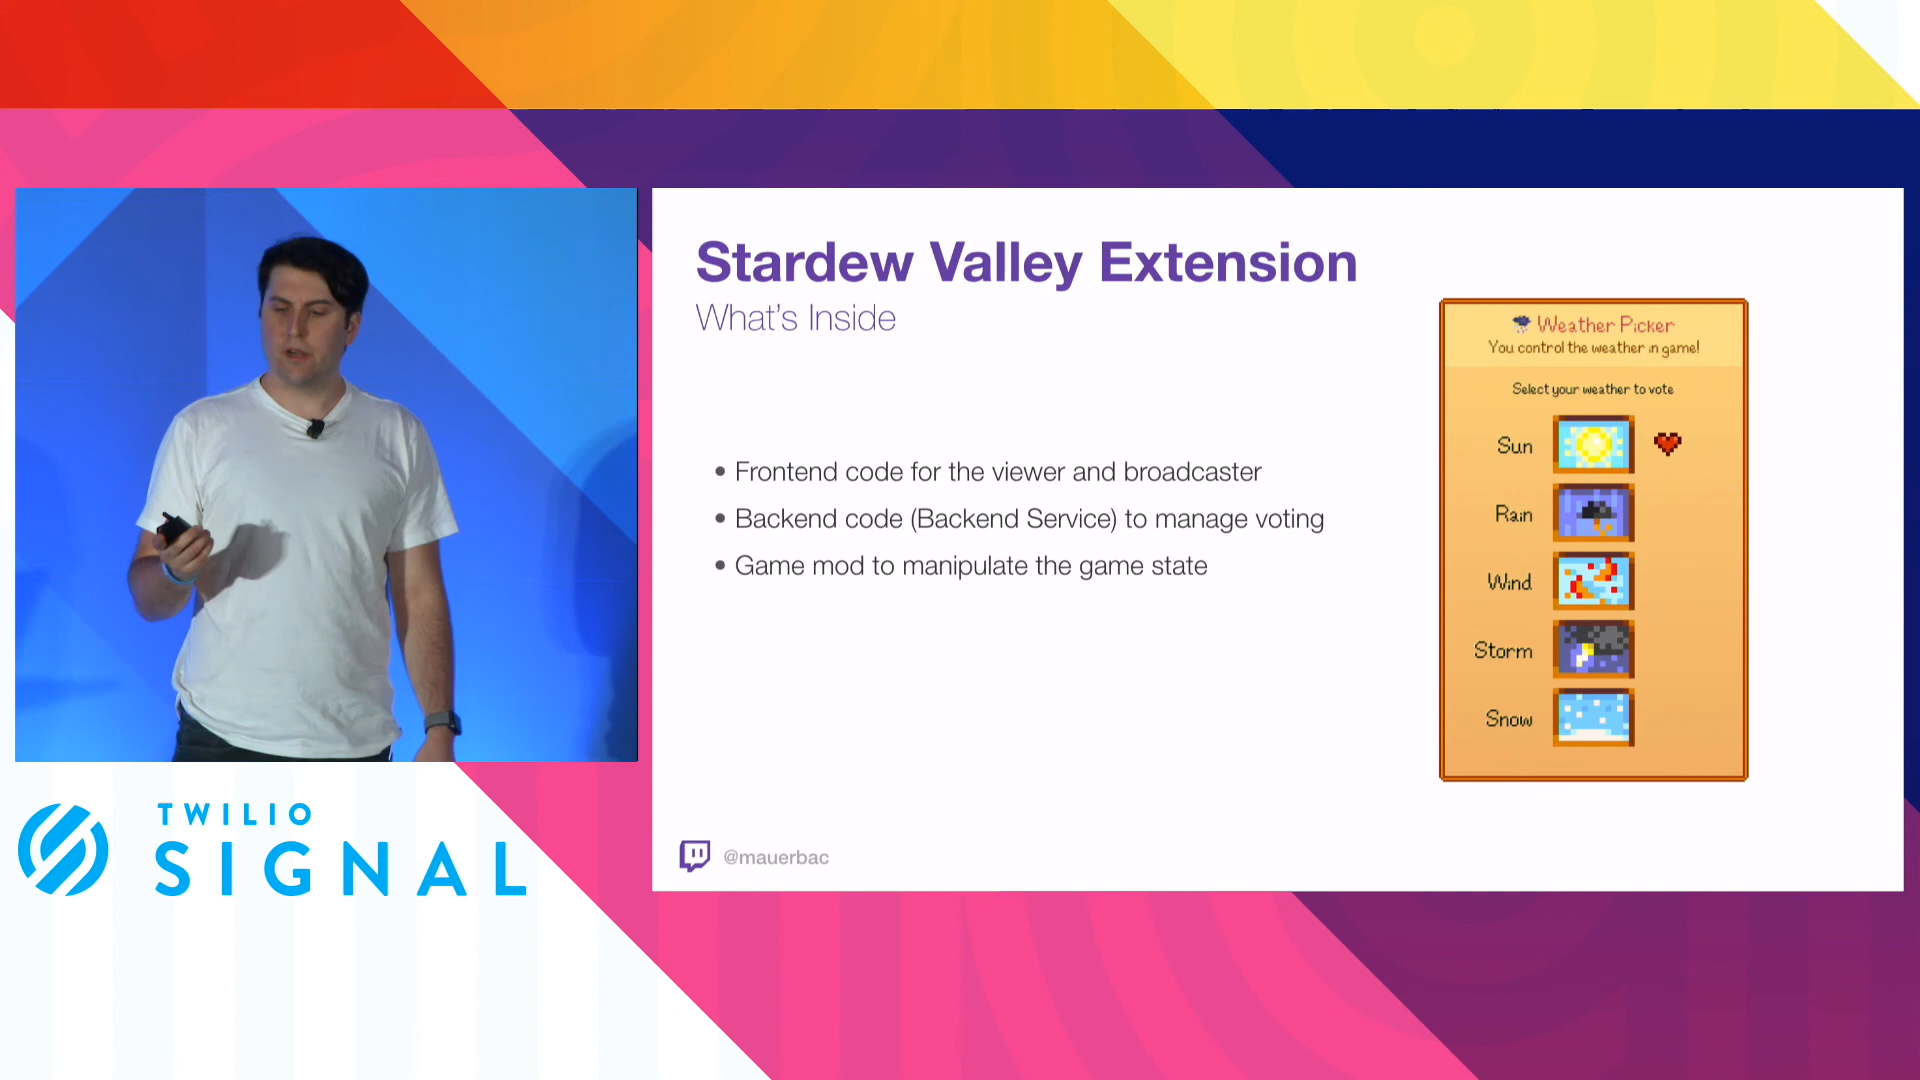 Stardew Valley Extension
What's Inside
• Frontend code for the viewer and broadcaster
• Backend code (Backend Service) to manage voting
• Game mod to manipulate the game state
Weather Picker
You control the weather in game!
Select your weather to vote
Sun
Rain
Wind
Storm
Snow
@mauerbac
TWILIO
SIGNAL